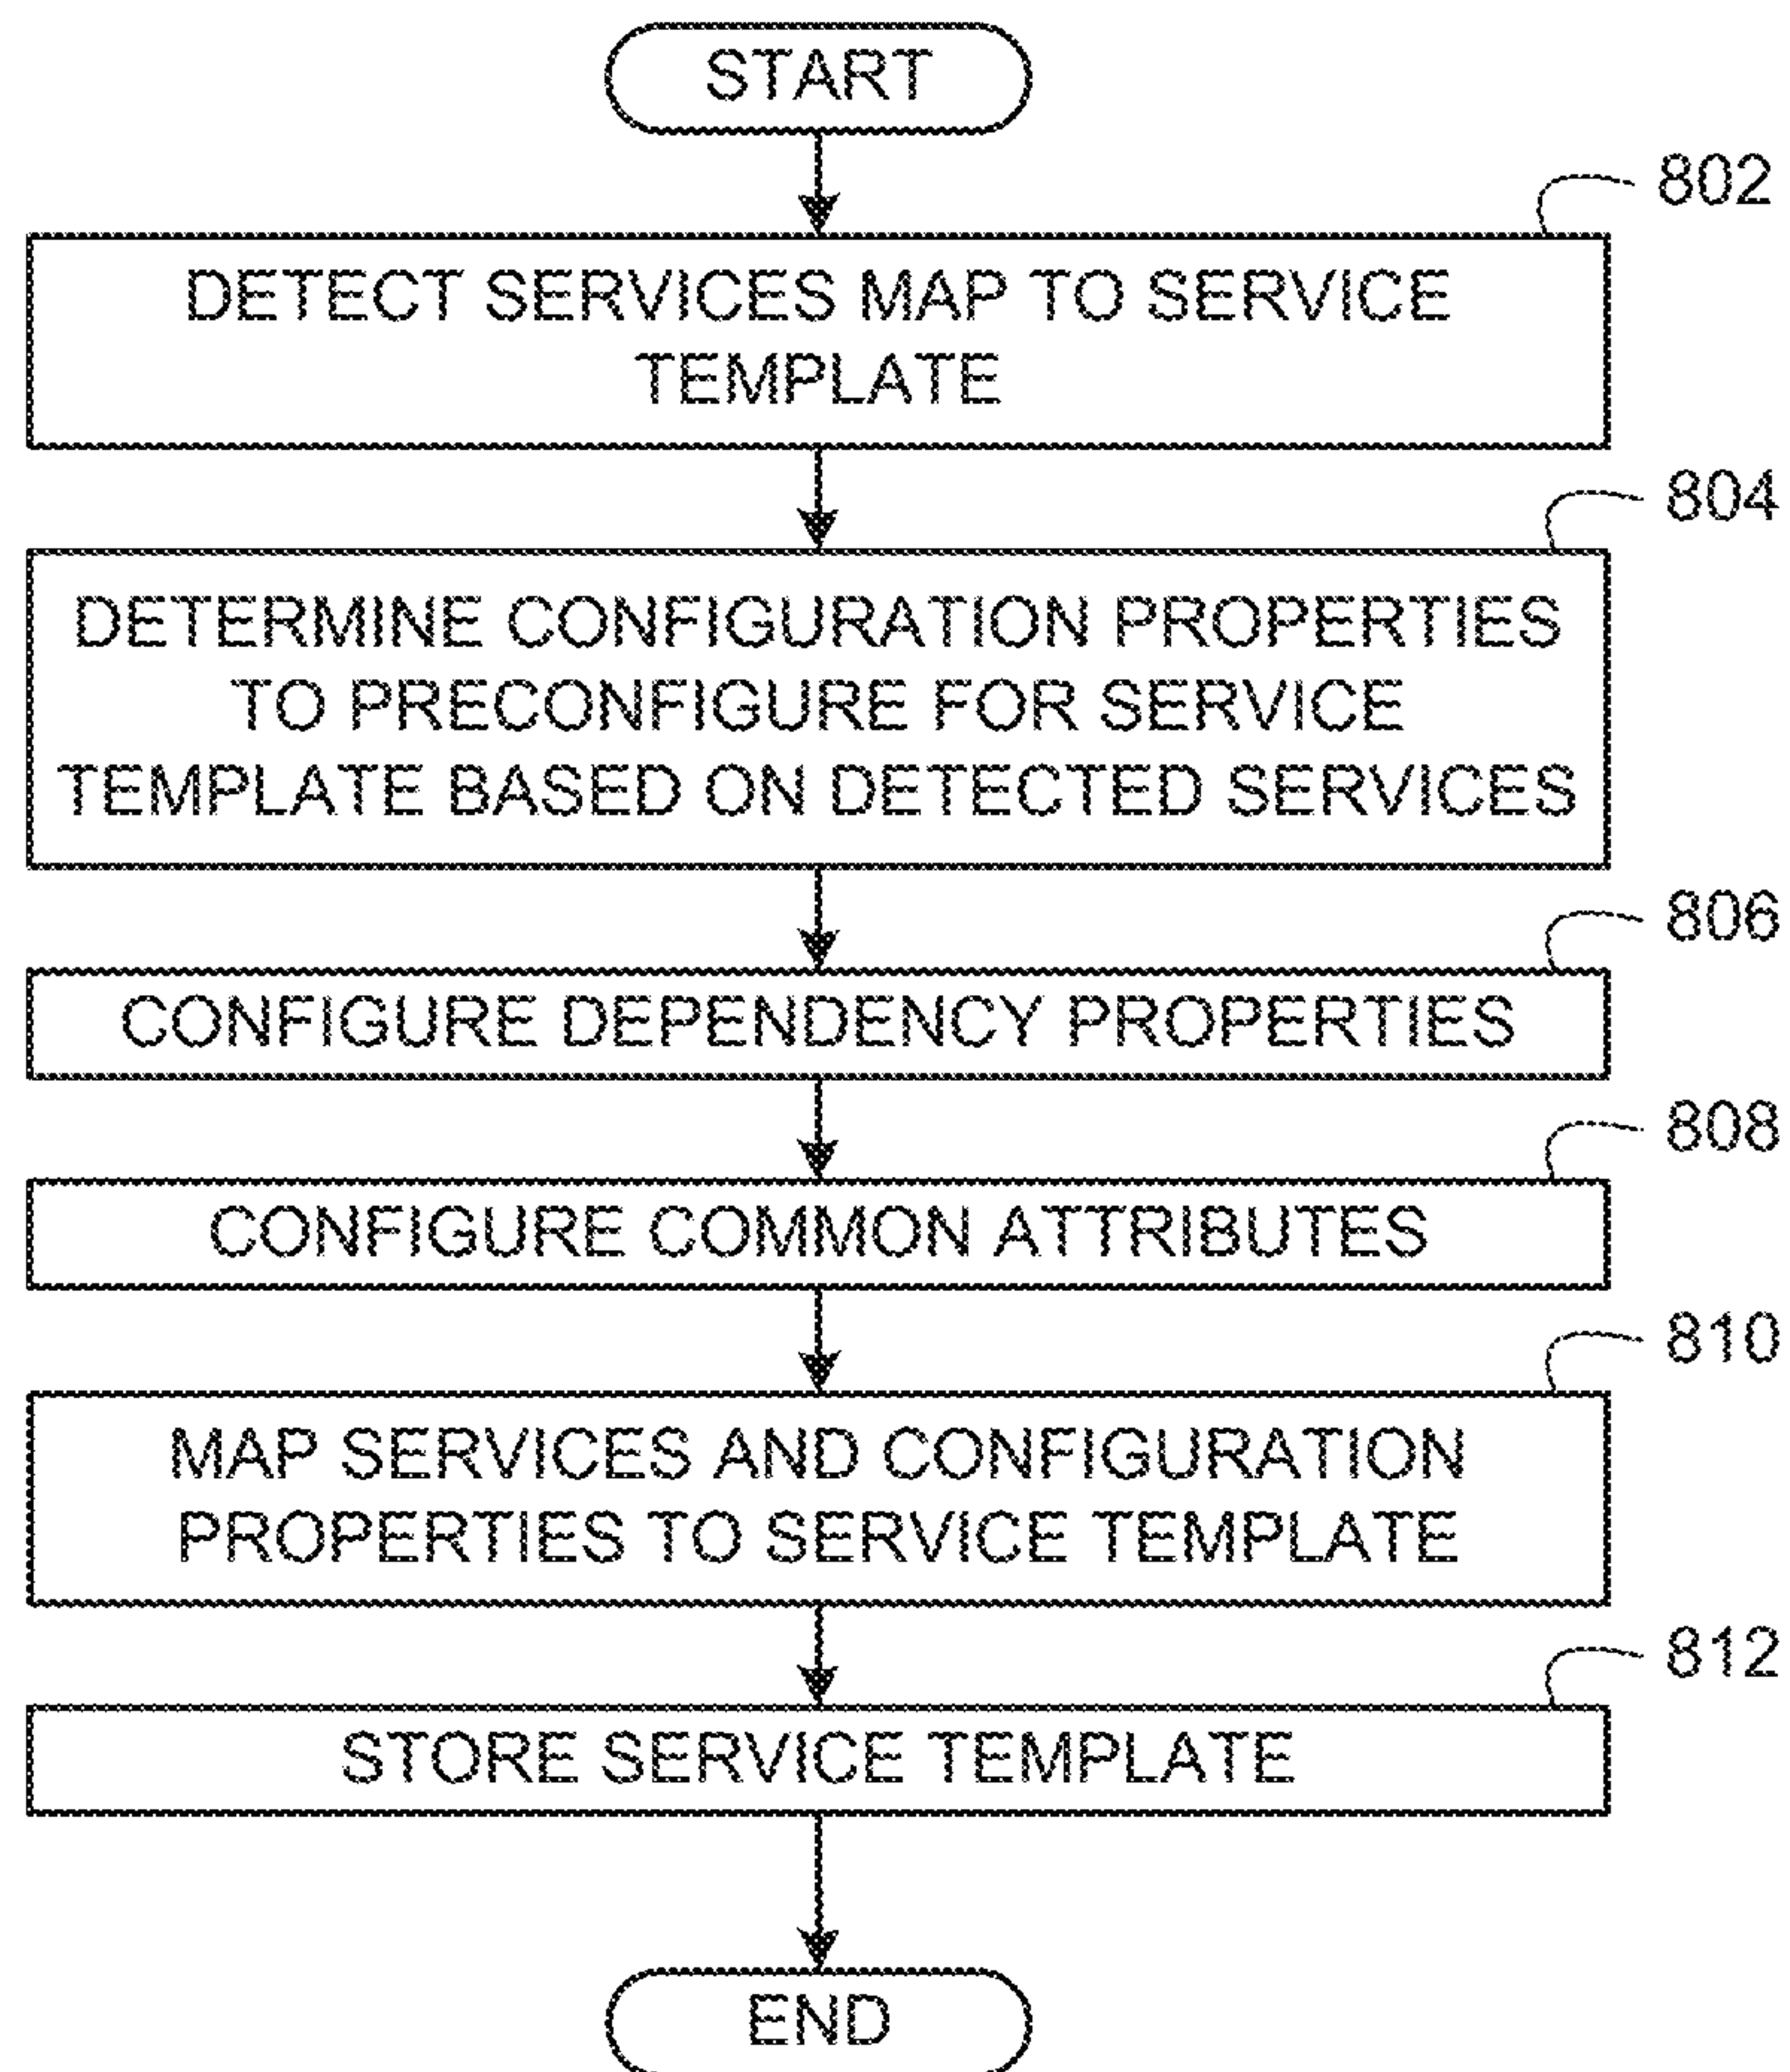 START
802
DETECT SERVICES MAP TO SERVICE
TEMPLATE
804
DETERMINE CONFIGURATION PROPERTIES
TO PRECONFIGURE FOR SERVICE
TEMPLATE BASED ON DETECTED SERVICES
806
CONFIGURE DEPENDENCY PROPERTIES
808
CONFIGURE COMMON ATTRIBUTES
810
MAP SERVICES AND CONFIGURATION
PROPERTIES TO SERVICE TEMPLATE
812
STORE SERVICE TEMPLATE
END